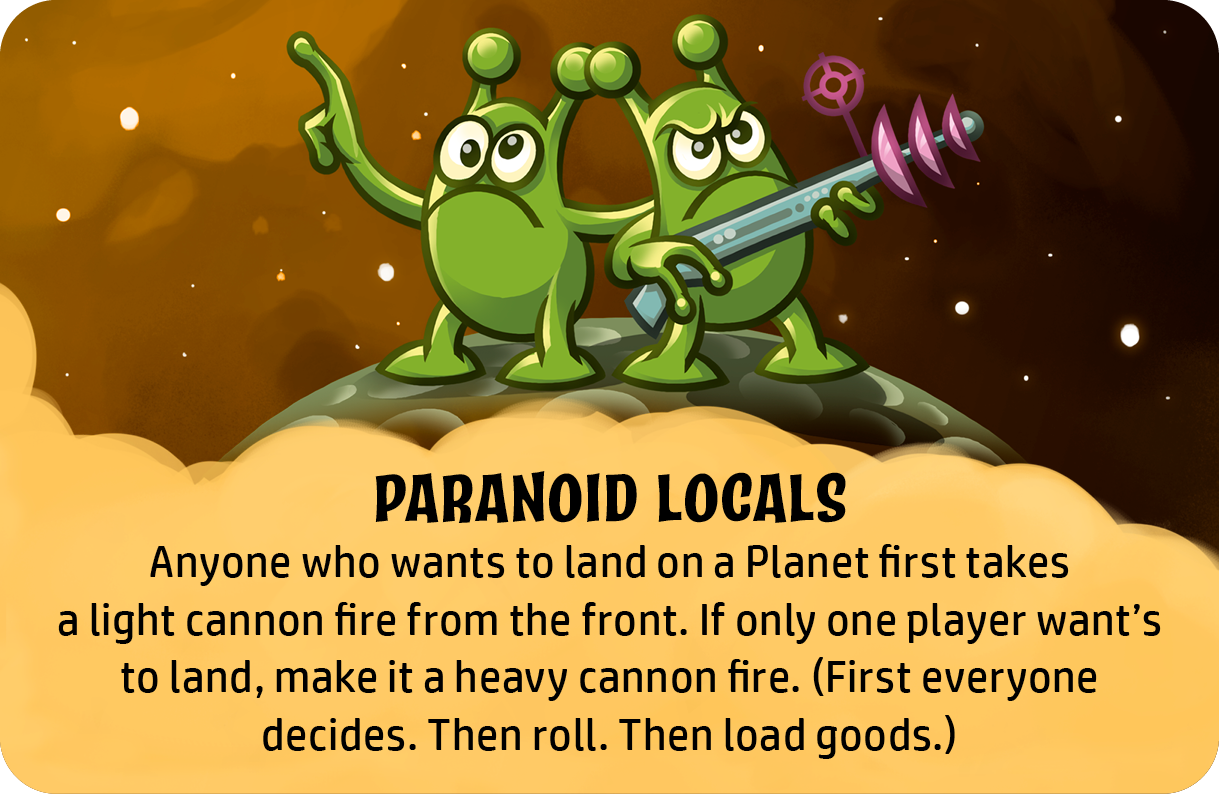 PARANOID LOCALS
Anyone who wants to land on a Planet first takes
a light cannon fire from the front. If only one player want’s
to land, make it a heavy cannon fire. (First everyone
decides. Then roll. Then load goods.)